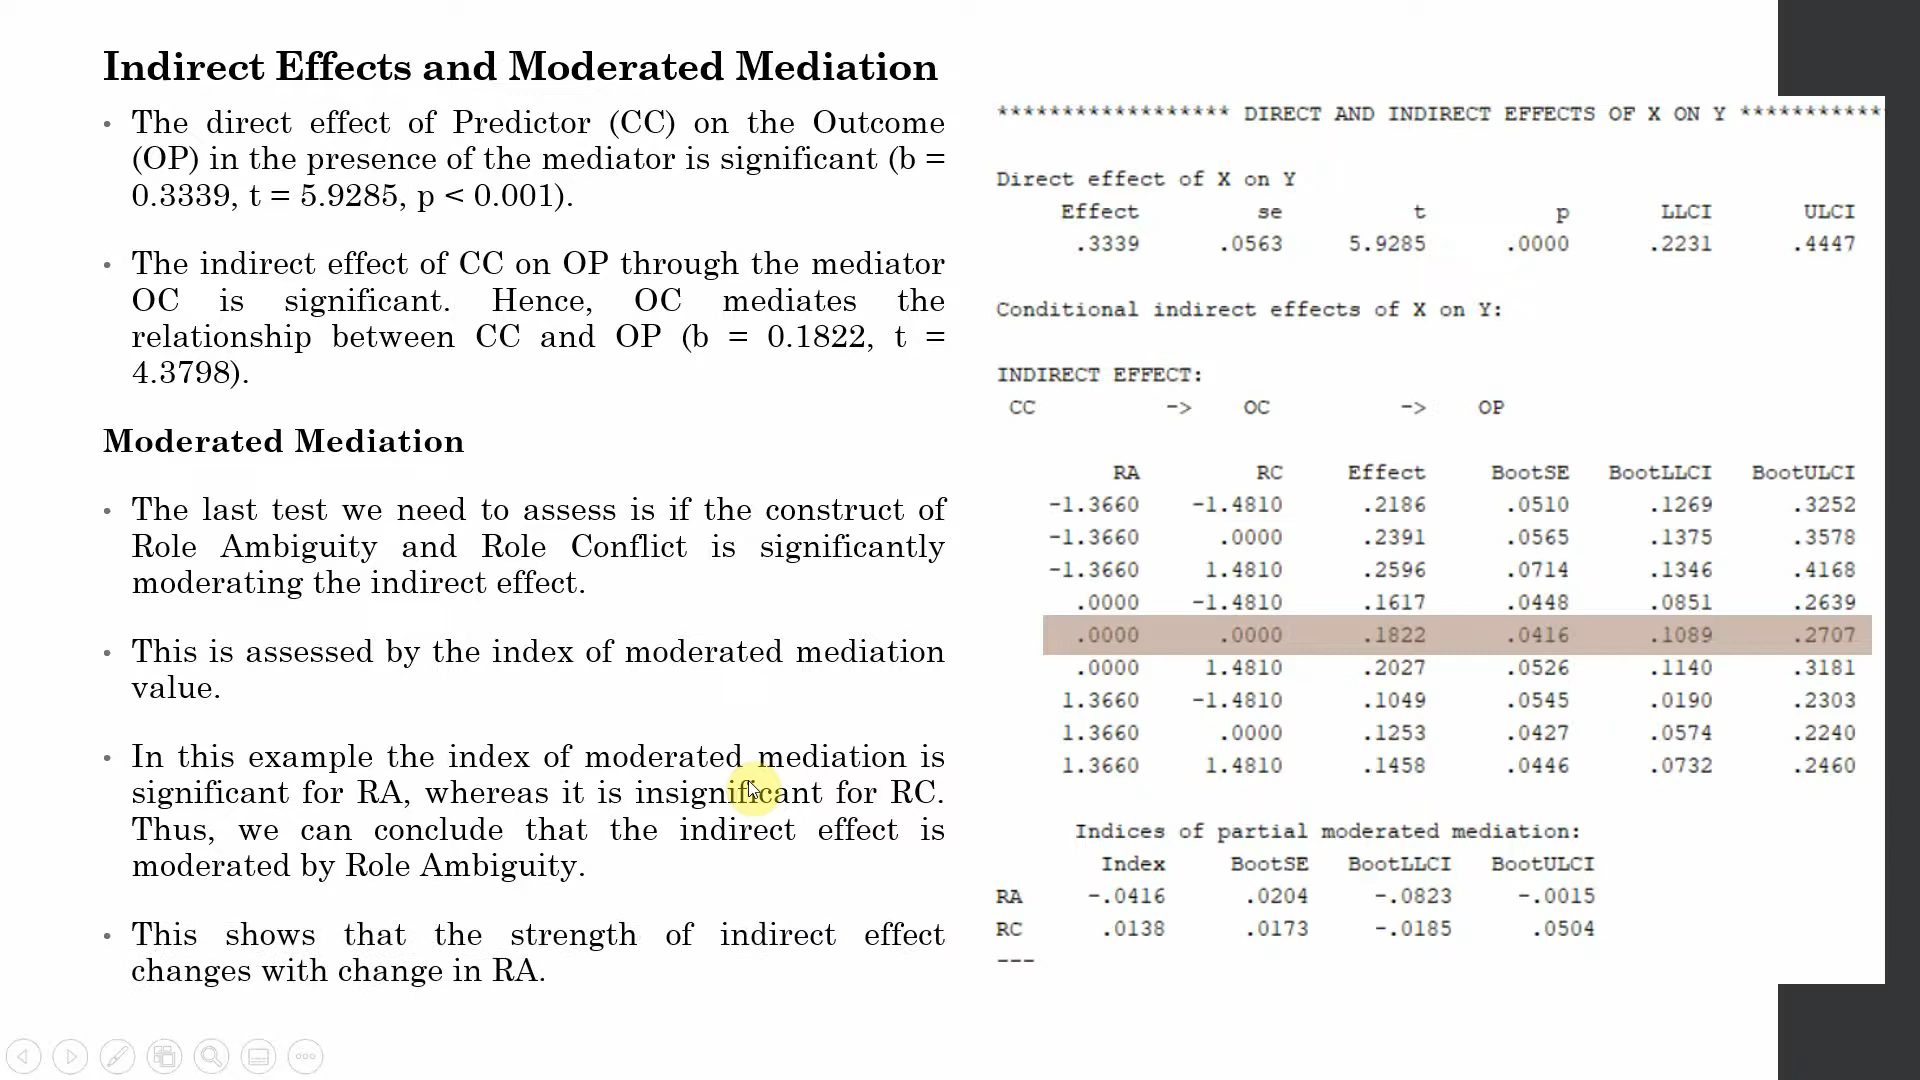 Indirect Effects and Moderated Mediation
• The direct effect of Predictor (CC) on the Outcome
(OP) in the presence of the mediator is significant (b =
0.3339, t = 5.9285, p < 0.001).
• The indirect effect of CC on OP through the mediator
OC is significant. Hence, OC mediates the
relationship between CC and OP (b = 0.1822, t =
4.3798).
Moderated Mediation
• The last test we need to assess is if the construct of
Role Ambiguity and Role Conflict is significantly
moderating the indirect effect.
• This is assessed by the index of moderated mediation
value.
• In this example the index of moderated mediation is
significant for RA, whereas it is insignificant for RC.
Thus, we can conclude that the indirect effect is
moderated by Role Ambiguity.
• This shows that the strength of indirect effect
changes with change in RA.
****************** DIRECT AND INDIRECT EFFECTS OF X ON Y ***********
Direct effect of X on Y
Effect se t p LLCI ULCI
.3339 .0563 5.9285 .0000 .2231 .4447
Conditional indirect effects of X on Y:
INDIRECT EFFECT:
CC -> OC -> OP
RA RC Effect BootSE BootLLCI BootULCI
-1.3660 -1.4810 .2186 .0510 .1269 .3252
-1.3660 .0000 .2391 .0565 .1375 .3578
-1.3660 1.4810 .2596 .0714 .1346 .4168
.0000 -1.4810 .1617 .0448 .0851 .2639
.0000 .0000 .1822 .0416 .1089 .2707
.0000 1.4810 .2027 .0526 .1140 .3181
1.3660 -1.4810 .1049 .0545 .0190 .2303
1.3660 .0000 .1253 .0427 .0574 .2240
1.3660 1.4810 .1458 .0446 .0732 .2460
Indices of partial moderated mediation:
Index BootSE BootLLCI BootULCI
RA -.0416 .0204 -.0823 -.0015
RC .0138 .0173 -.0185 .0504
---